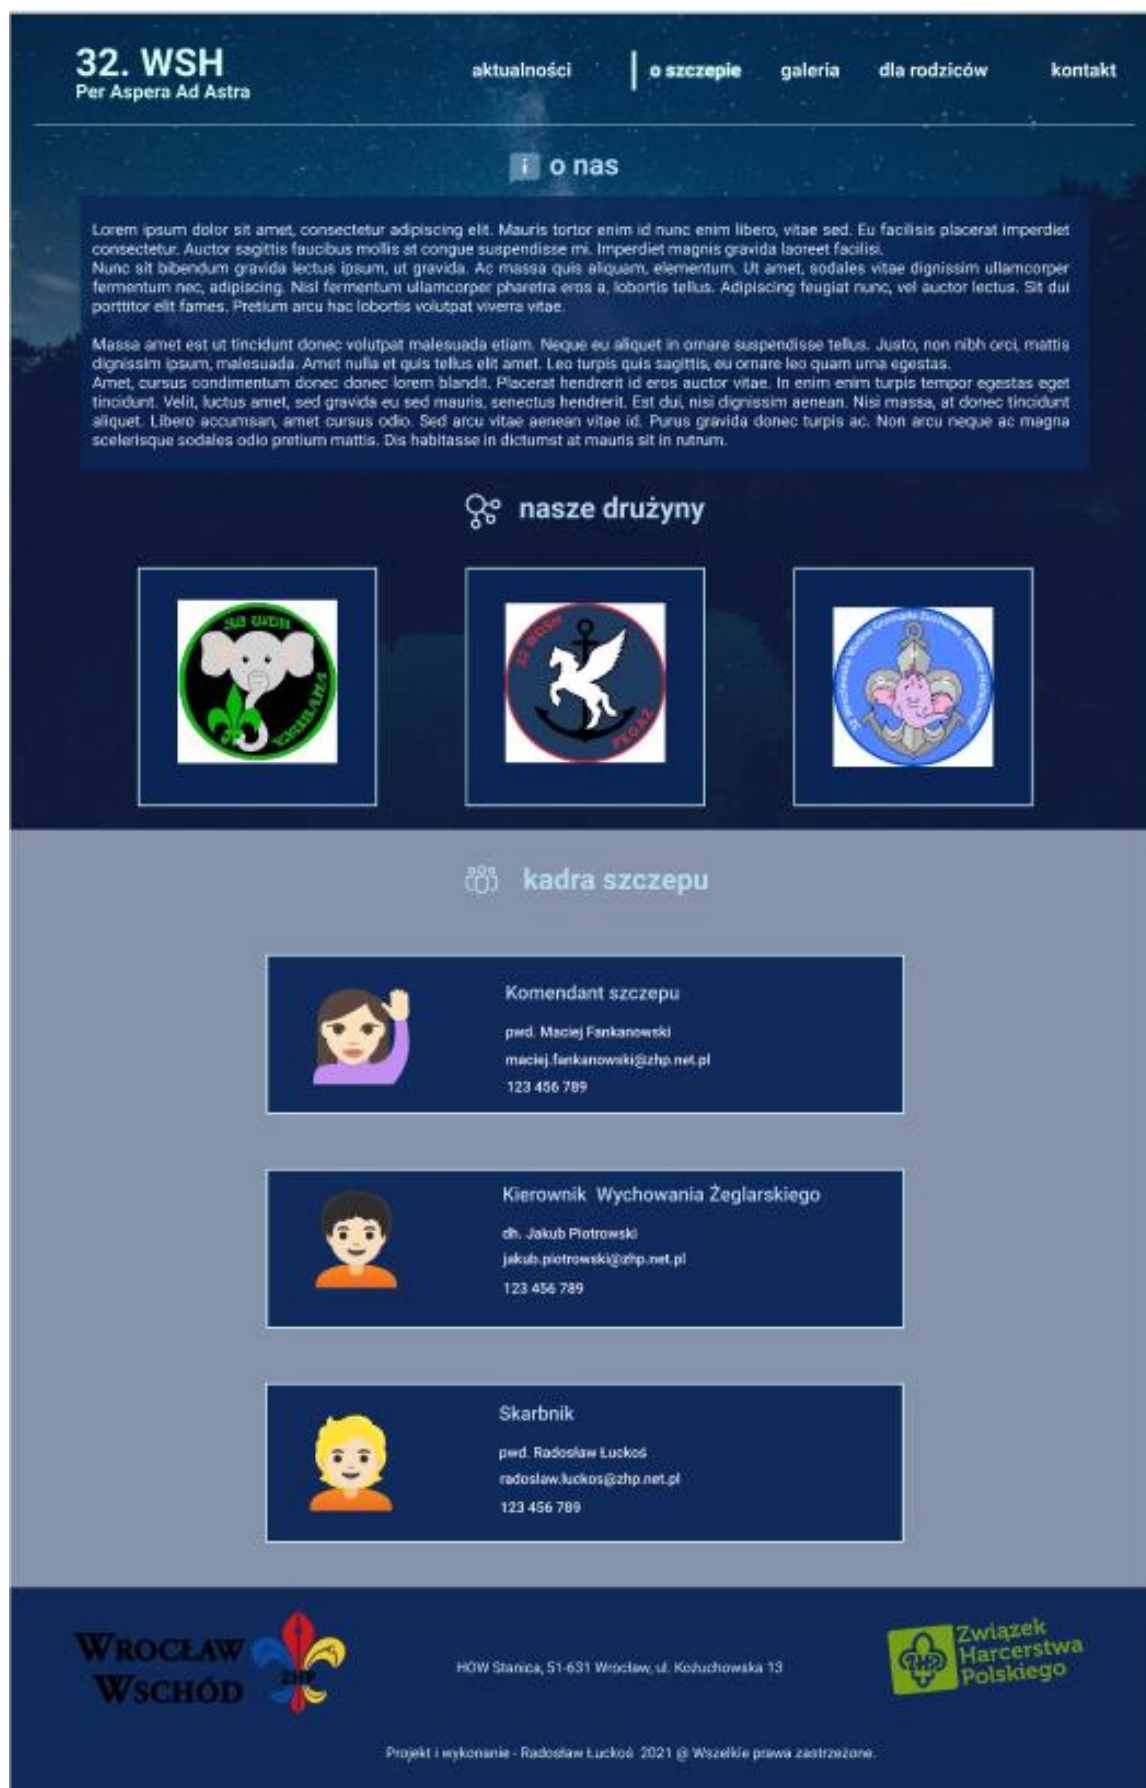 32. WSH
Per Aspera Ad Astra
aktualności
o szczepie
galeria
dla rodziców
kontakt
i
o nas
Lorem ipsum dolor sit amet, consectetur adipiscing elit. Mauris tortor enim id nunc enim libero, vitae sed. Eu facilisis placerat imperdiet
consectetur. Auctor sagittis faucibus mollis at congue suspendisse mi. Imperdiet magnis gravida laoreet facilisi.
Nunc sit bibendum gravida lectus ipsum, ut gravida. Ac massa quis aliquam, elementum. Ut amet, sodales vitae dignissim ullamcorper
fermentum nec, adipiscing. Nisl fermentum ullamcorper pharetra eros a, lobortis tellus. Adipiscing feugiat nunc, vel auctor lectus. Sit dui
porttitor elit fames. Pretium arcu hac lobortis volutpat viverra vitae.
Massa amet est ut tincidunt donec volutpat malesuada etiam. Neque eu aliquet in ornare suspendisse tellus. Justo, non nibh orci, mattis
dignissim ipsum, malesuada. Amet nulla et quis tellus elit amet. Leo turpis quis sagittis, eu ornare leo quam urna egestas.
Amet, cursus condimentum donec donec lorem blandit. Placerat hendrerit id eros auctor vitae. In enim enim turpis tempor egestas eget
tincidunt. Velit, luctus amet, sed gravida eu sed mauris, senectus hendrerit. Est dui, nisi dignissim aenean. Nisi massa, at donec tincidunt
aliquet. Libero accumsan, amet cursus odio. Sed arcu vitae aenean vitae id. Purus gravida donec turpis ac. Non arcu neque ac magna
scelerisque sodales odio pretium mattis. Dis habitasse in dictumst at mauris sit in rutrum.
nasze drużyny
32 WDH
32 WDSH
PEGAZ
32 Wrocławska Wodna Gromada Zuchowa
kadra szczepu
Komendant szczepu
pwd. Maciej Fankanowski
maciej.fankanowski@zhp.net.pl
123 456 789
Kierownik Wychowania Żeglarskiego
dh. Jakub Piotrowski
jakub.piotrowski@zhp.net.pl
123 456 789
Skarbnik
pwd. Radosław Łuckoś
radoslaw.luckos@zhp.net.pl
123 456 789
WROCŁAW
WSCHÓD
ZHP
HOW Stanica, 51-631 Wrocław, ul. Kożuchowska 13
Związek
Harcerstwa
Polskiego
Projekt i wykonanie - Radosław Łuckoś 2021 @ Wszelkie prawa zastrzeżone.